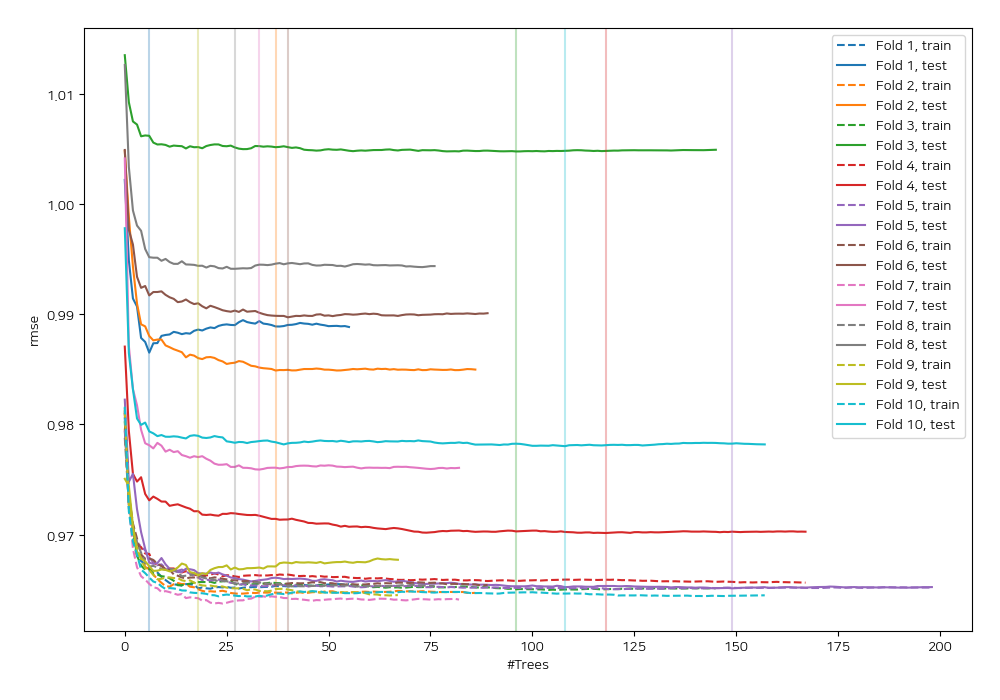 1,01
1,00
0,99
0,98
0,97
rmse
0
25
50
75
100
125
150
175
200
#Trees
Fold 1, train
Fold 1, test
Fold 2, train
Fold 2, test
Fold 3, train
Fold 3, test
Fold 4, train
Fold 4, test
Fold 5, train
Fold 5, test
Fold 6, train
Fold 6, test
Fold 7, train
Fold 7, test
Fold 8, train
Fold 8, test
Fold 9, train
Fold 9, test
Fold 10, train
Fold 10, test